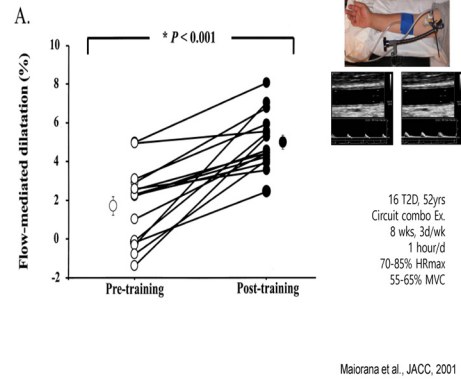 A.
* P < 0.001
Flow-mediated dilatation (%)
10
8
6
4
2
0
-2
Pre-training
Post-training
16 T2D, 52yrs
Circuit combo Ex.
8 wks, 3d/wk
1 hour/d
70-85% HRmax
55-65% MVC
Maiorana et al., JACC, 2001